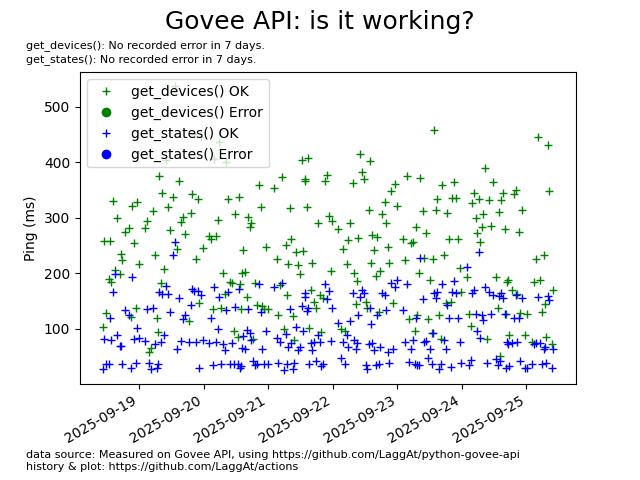 Govee API: is it working?
get_devices(): No recorded error in 7 days.
get_states(): No recorded error in 7 days.
get_devices() OK
get_devices() Error
get_states() OK
get_states() Error
500
400
300
200
100
Ping (ms)
2025-09-19
2025-09-20
2025-09-21
2025-09-22
2025-09-23
2025-09-24
2025-09-25
data source: Measured on Govee API, using https://github.com/LaggAt/python-govee-api
history & plot: https://github.com/LaggAt/actions